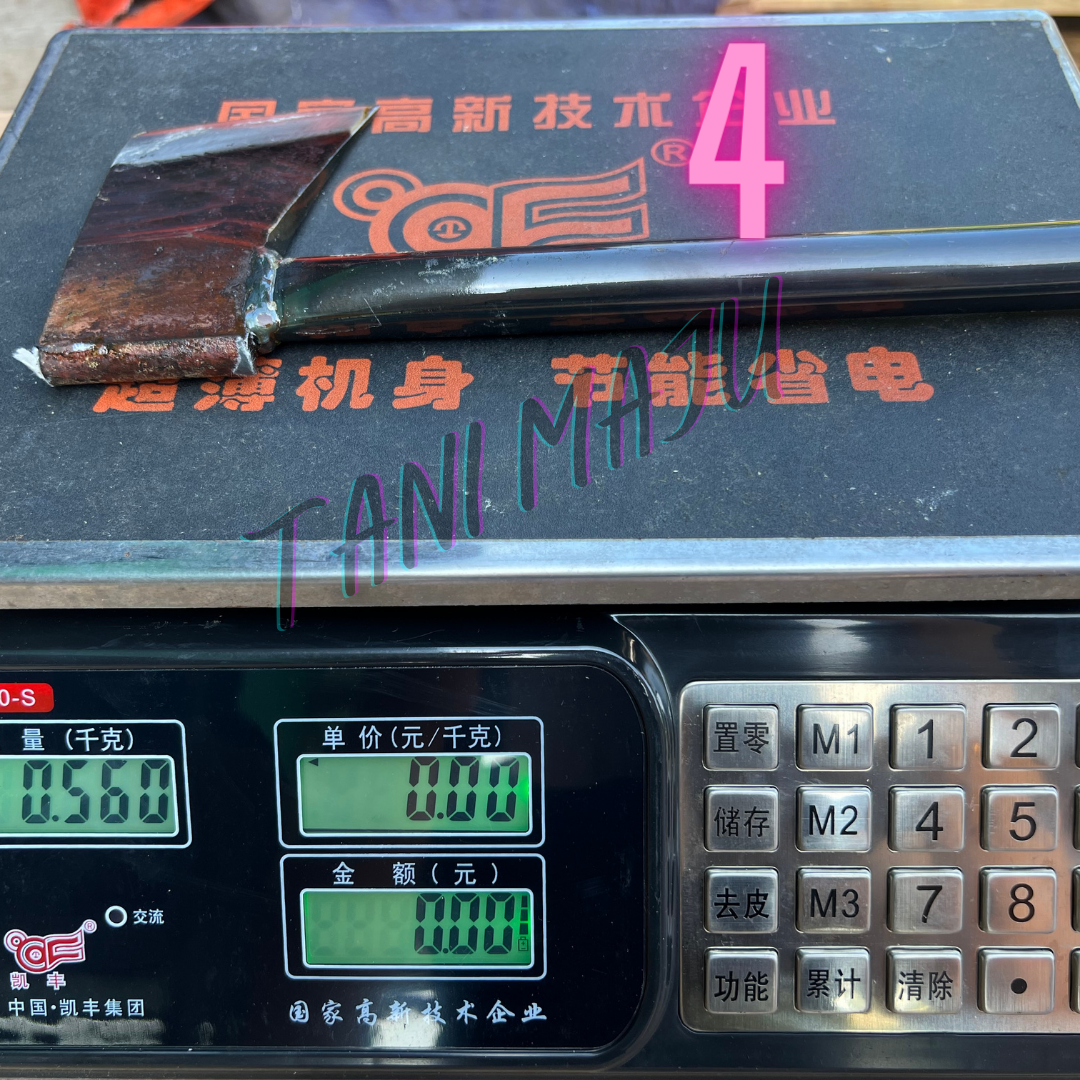 4
国家高新技术企业
®
超薄机身 节能省电
TANI MAJU
0-S
量 (千克)
0.560
单价(元/千克)
0.00
金 额(元)
0.00
交流
®
凯丰
中国·凯丰集团
国家高新技术企业
置零 M1 1 2
储存 M2 4 5
去皮 M3 7 8
功能 累计 清除 •